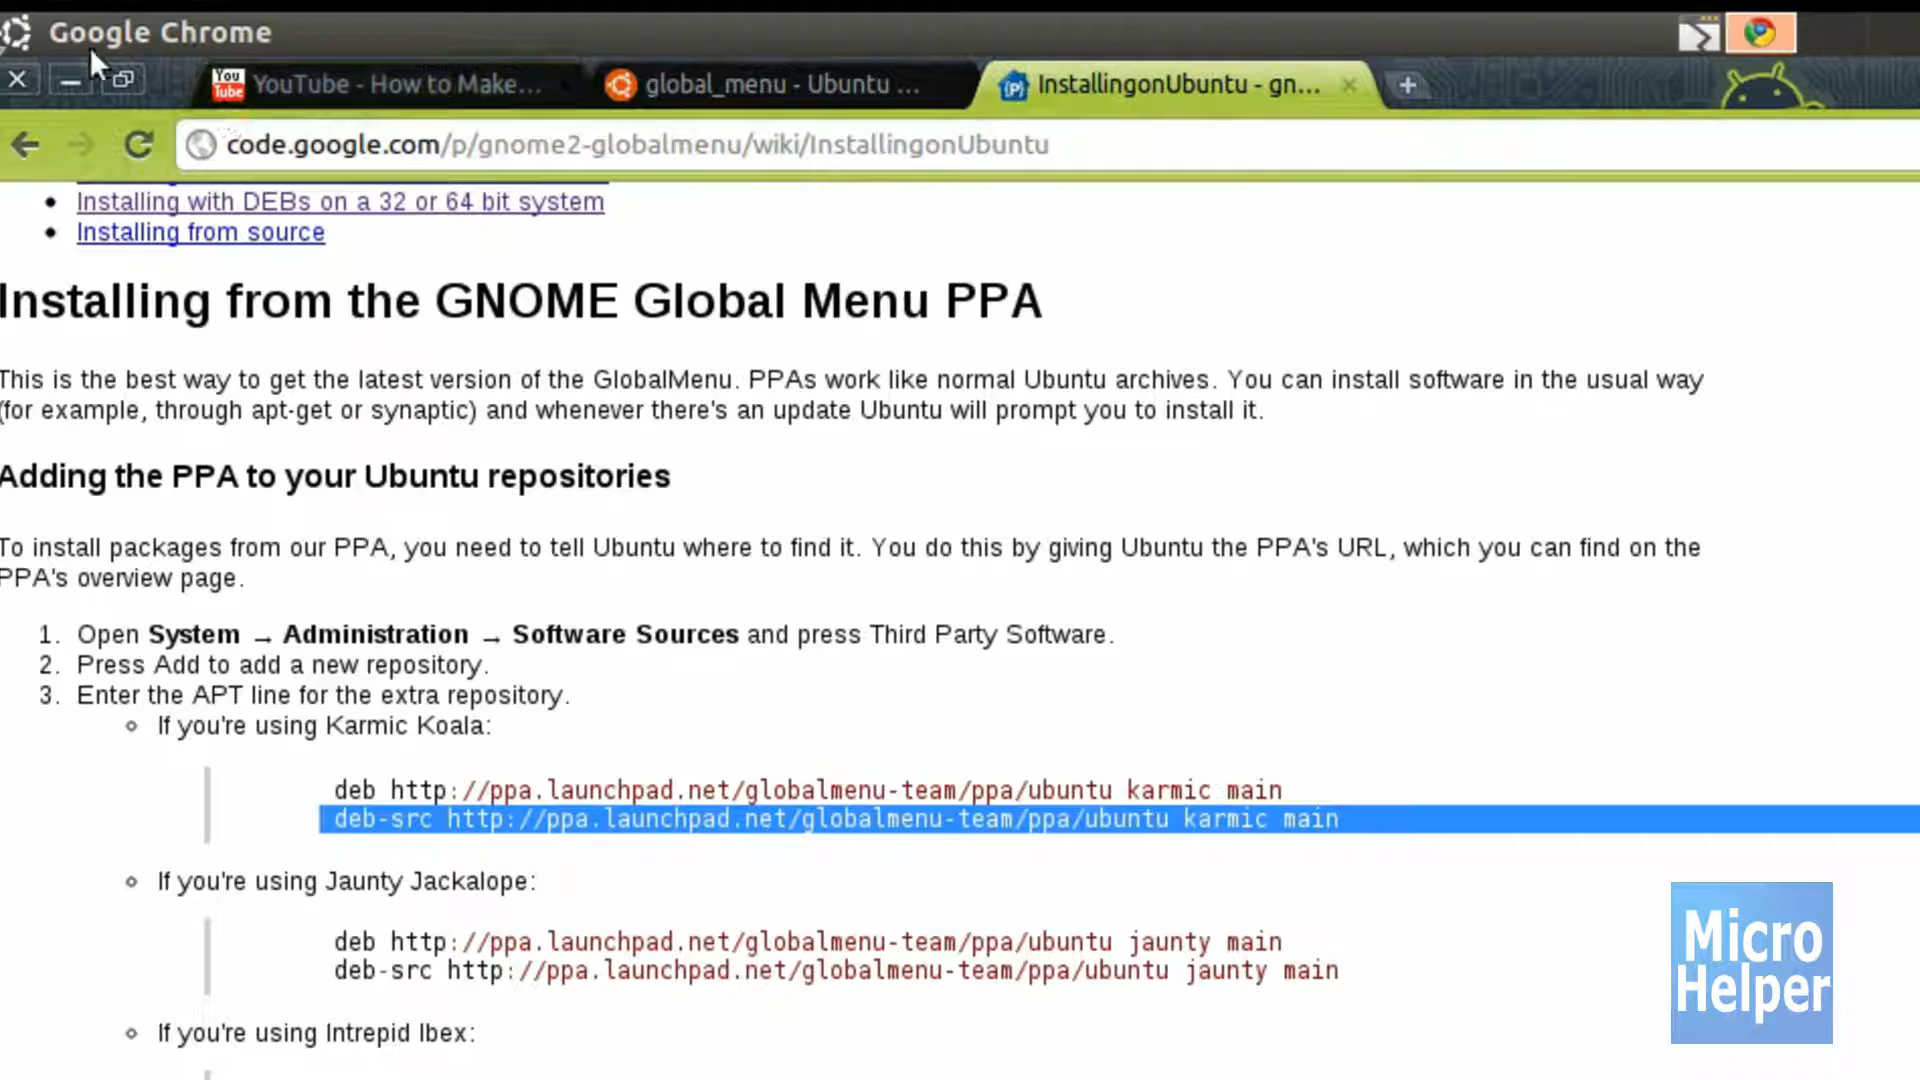 Google Chrome
You Tube YouTube - How to Make... global_menu - Ubuntu ... InstallingonUbuntu - gn...
code.google.com/p/gnome2-globalmenu/wiki/InstallingonUbuntu
Installing with DEBs on a 32 or 64 bit system
Installing from source
Installing from the GNOME Global Menu PPA
This is the best way to get the latest version of the GlobalMenu. PPAs work like normal Ubuntu archives. You can install software in the usual way
(for example, through apt-get or synaptic) and whenever there's an update Ubuntu will prompt you to install it.
Adding the PPA to your Ubuntu repositories
To install packages from our PPA, you need to tell Ubuntu where to find it. You do this by giving Ubuntu the PPA's URL, which you can find on the
PPA's overview page.
1. Open System → Administration → Software Sources and press Third Party Software.
2. Press Add to add a new repository.
3. Enter the APT line for the extra repository.
If you're using Karmic Koala:
deb http://ppa.launchpad.net/globalmenu-team/ppa/ubuntu karmic main
deb-src http://ppa.launchpad.net/globalmenu-team/ppa/ubuntu karmic main
If you're using Jaunty Jackalope:
deb http://ppa.launchpad.net/globalmenu-team/ppa/ubuntu jaunty main
deb-src http://ppa.launchpad.net/globalmenu-team/ppa/ubuntu jaunty main
If you're using Intrepid Ibex:
Micro
Helper